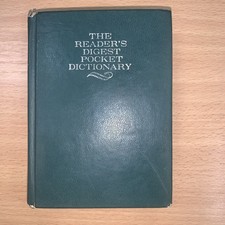 THE
READER'S
DIGEST
POCKET
DICTIONARY